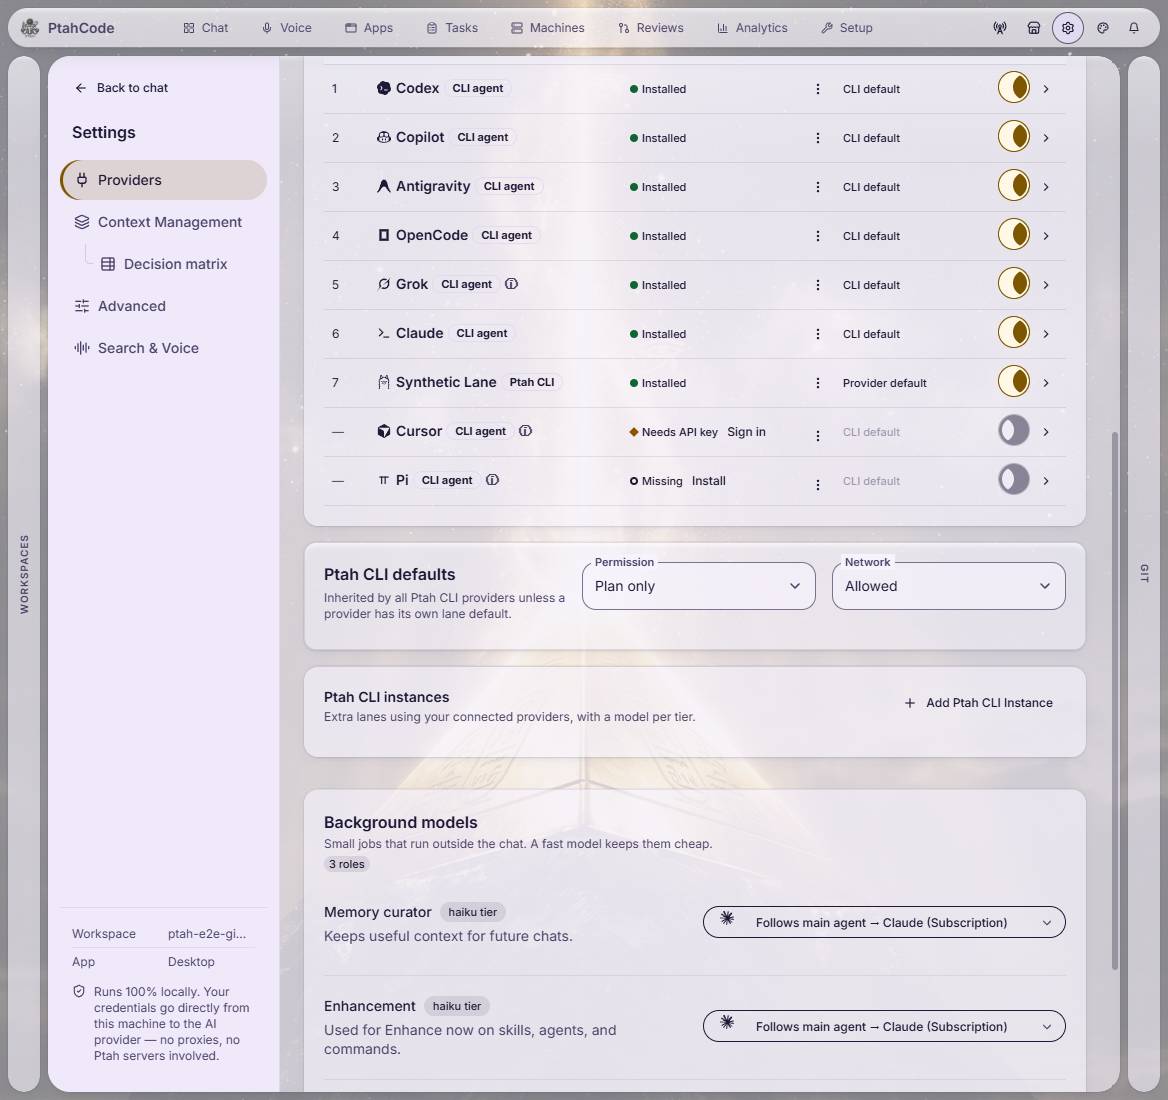 PtahCode
Chat
Voice
Apps
Tasks
Machines
Reviews
Analytics
Setup
WORKSPACES
Back to chat
Settings
Providers
Context Management
Decision matrix
Advanced
Search & Voice
Workspace ptah-e2e-gi...
App Desktop
Runs 100% locally. Your
credentials go directly from
this machine to the AI
provider — no proxies, no
Ptah servers involved.
1 Codex CLI agent Installed CLI default
2 Copilot CLI agent Installed CLI default
3 Antigravity CLI agent Installed CLI default
4 OpenCode CLI agent Installed CLI default
5 Grok CLI agent Installed CLI default
6 Claude CLI agent Installed CLI default
7 Synthetic Lane Ptah CLI Installed Provider default
— Cursor CLI agent Needs API key Sign in CLI default
— Pi CLI agent Missing Install CLI default
Ptah CLI defaults
Inherited by all Ptah CLI providers unless a
provider has its own lane default.
Permission
Plan only
Network
Allowed
Ptah CLI instances
Extra lanes using your connected providers, with a model per tier.
Add Ptah CLI Instance
Background models
Small jobs that run outside the chat. A fast model keeps them cheap.
3 roles
Memory curator haiku tier
Keeps useful context for future chats.
Follows main agent → Claude (Subscription)
Enhancement haiku tier
Used for Enhance now on skills, agents, and
commands.
Follows main agent → Claude (Subscription)
GIT